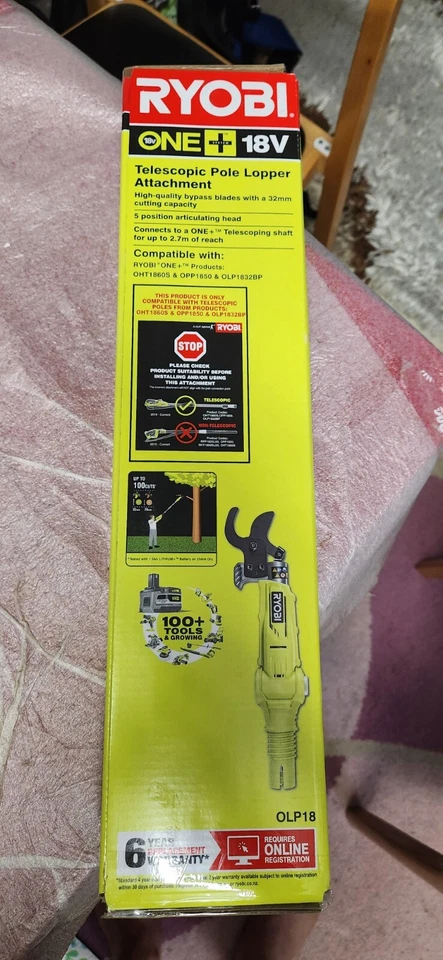 RYOBI
18V ONE+ SYSTEM 18V
Telescopic Pole Lopper
Attachment
High-quality bypass blades with a 32mm
cutting capacity
5 position articulating head
Connects to a ONE+™ Telescoping shaft
for up to 2.7m of reach
Compatible with:
RYOBI™ ONE+™ Products:
OHT1860S & OPP1850 & OLP1832BP
THIS PRODUCT IS ONLY
COMPATIBLE WITH TELESCOPIC
POLES FROM PRODUCTS:
OHT1860S & OPP1850 & OLP1832BP
RYOBI
STOP
PLEASE CHECK
PRODUCT SUITABILITY BEFORE
INSTALLING AND/OR USING
THIS ATTACHMENT
TELESCOPIC
NON-TELESCOPIC
UP TO
100CUTS*
100+
TOOLS
& GROWING
RYOBI
OLP18
6 YEAR
REPLACEMENT
WARRANTY*
REQUIRES
ONLINE
REGISTRATION